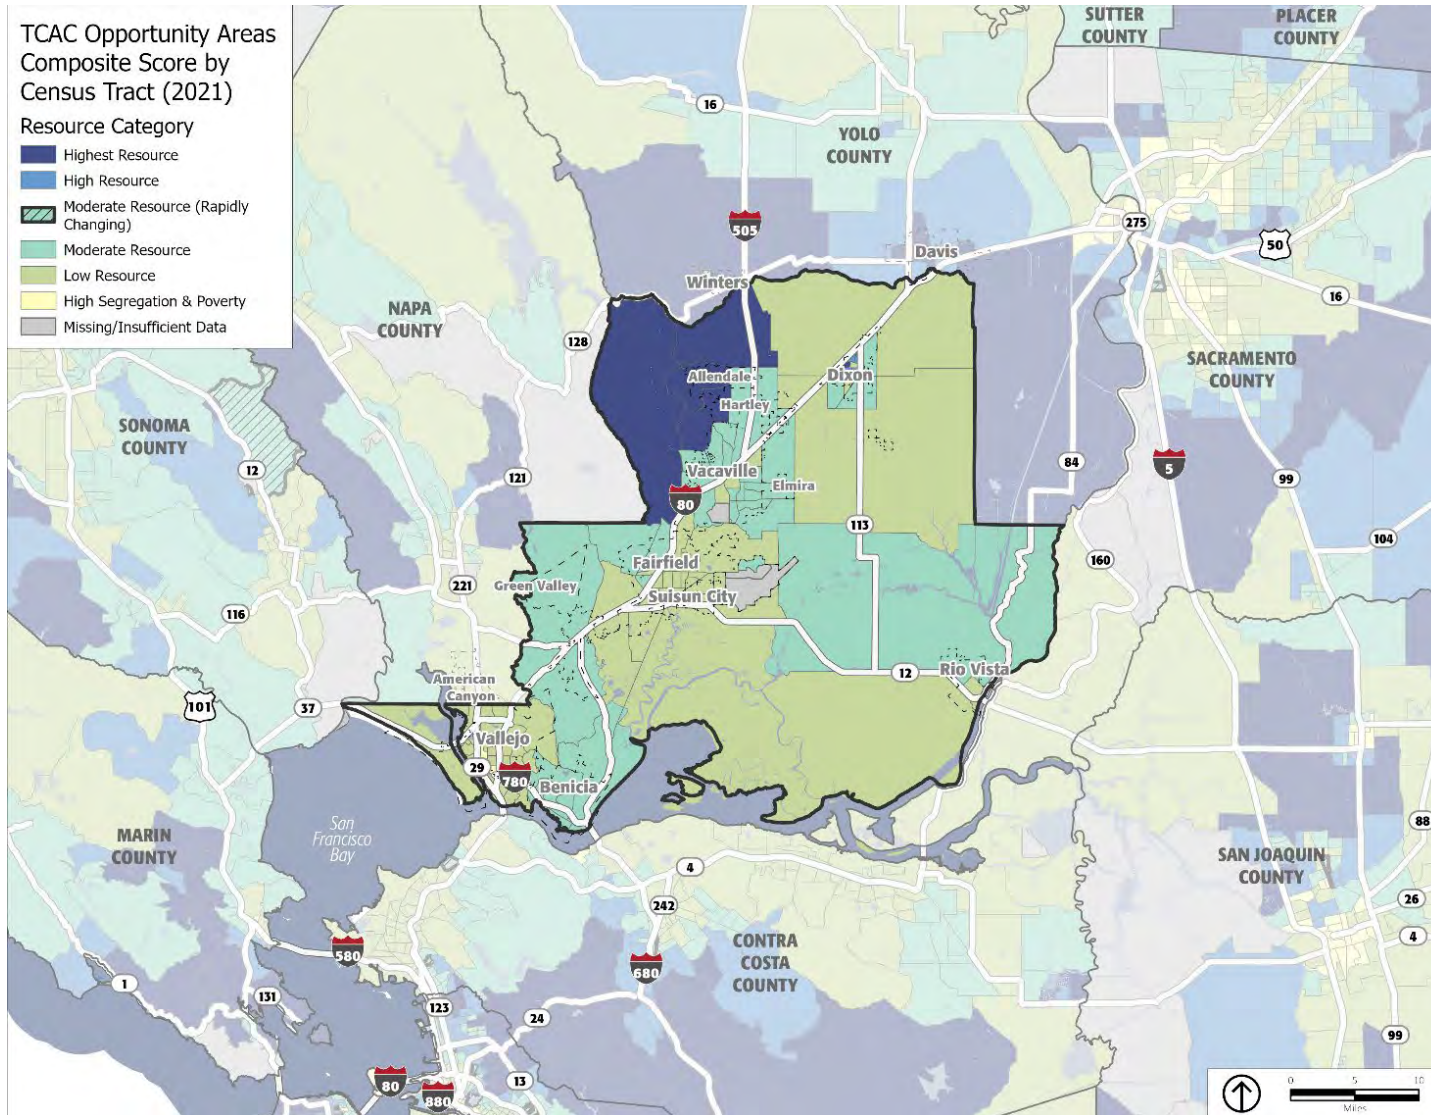 TCAC Opportunity Areas
Composite Score by
Census Tract (2021)
Resource Category
Highest Resource
High Resource
Moderate Resource (Rapidly
Changing)
Moderate Resource
Low Resource
High Segregation & Poverty
Missing/Insufficient Data
SUTTER
COUNTY
PLACER
COUNTY
16
YOLO
COUNTY
505
Davis
275
50
Winters
16
NAPA
COUNTY
128
Allendale
Dixon
SACRAMENTO
COUNTY
Hartley
SONOMA
COUNTY
12
121
Vacaville
Elmira
84
5
99
80
113
104
Fairfield
160
Green Valley
221
Suisun City
116
Rio Vista
12
American
Canyon
101
37
Vallejo
29
780
Benicia
San
Francisco
Bay
MARIN
COUNTY
88
SAN JOAQUIN
COUNTY
4
242
26
4
CONTRA
COSTA
COUNTY
580
680
1
131
123
24
99
80
13
880
0
5
10
Miles